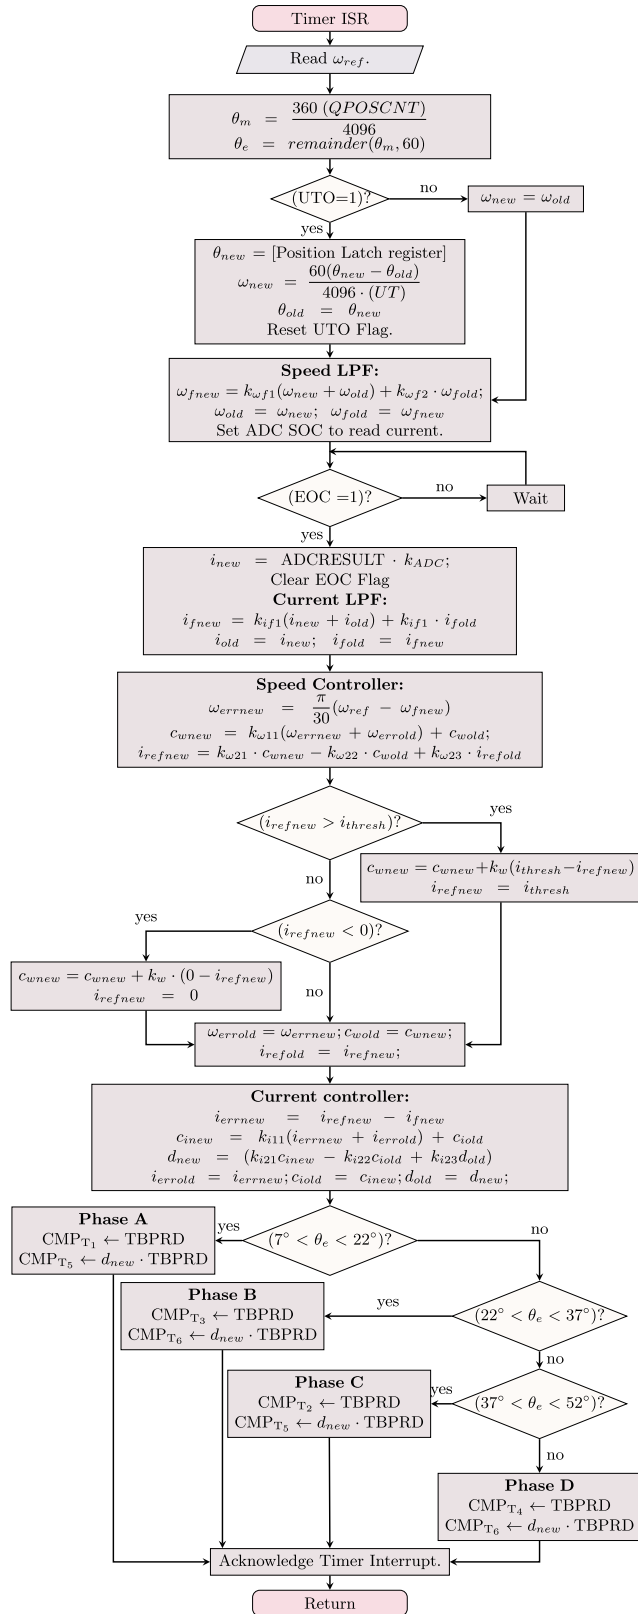 Timer ISR
Read ω_ref.
θ_m = 360 (QPOSCNT) / 4096
θ_e = remainder(θ_m, 60)
(UTO=1)?
no
ω_new = ω_old
yes
θ_new = [Position Latch register]
ω_new = 60(θ_new − θ_old) / 4096 · (UT)
θ_old = θ_new
Reset UTO Flag.
Speed LPF:
ω_fnew = k_ωf1(ω_new + ω_old) + k_ωf2 · ω_fold;
ω_old = ω_new; ω_fold = ω_fnew
Set ADC SOC to read current.
(EOC =1)?
no
Wait
yes
i_new = ADCRESULT · k_ADC;
Clear EOC Flag
Current LPF:
i_fnew = k_if1(i_new + i_old) + k_if1 · i_fold
i_old = i_new; i_fold = i_fnew
Speed Controller:
ω_errnew = π/30 (ω_ref − ω_fnew)
c_wnew = k_ω11(ω_errnew + ω_errold) + c_wold;
i_refnew = k_ω21 · c_wnew − k_ω22 · c_wold + k_ω23 · i_refold
(i_refnew > i_thresh)?
yes
c_wnew = c_wnew+k_w(i_thresh−i_refnew)
i_refnew = i_thresh
no
(i_refnew < 0)?
yes
c_wnew = c_wnew + k_w · (0 − i_refnew)
i_refnew = 0
no
ω_errold = ω_errnew; c_wold = c_wnew;
i_refold = i_refnew;
Current controller:
i_errnew = i_refnew − i_fnew
c_inew = k_i11(i_errnew + i_errold) + c_iold
d_new = (k_i21c_inew − k_i22c_iold + k_i23d_old)
i_errold = i_errnew; c_iold = c_inew; d_old = d_new;
(7° < θ_e < 22°)?
yes
Phase A
CMP_T1 ← TBPRD
CMP_T5 ← d_new · TBPRD
no
(22° < θ_e < 37°)?
yes
Phase B
CMP_T3 ← TBPRD
CMP_T6 ← d_new · TBPRD
no
(37° < θ_e < 52°)?
yes
Phase C
CMP_T2 ← TBPRD
CMP_T5 ← d_new · TBPRD
no
Phase D
CMP_T4 ← TBPRD
CMP_T6 ← d_new · TBPRD
Acknowledge Timer Interrupt.
Return